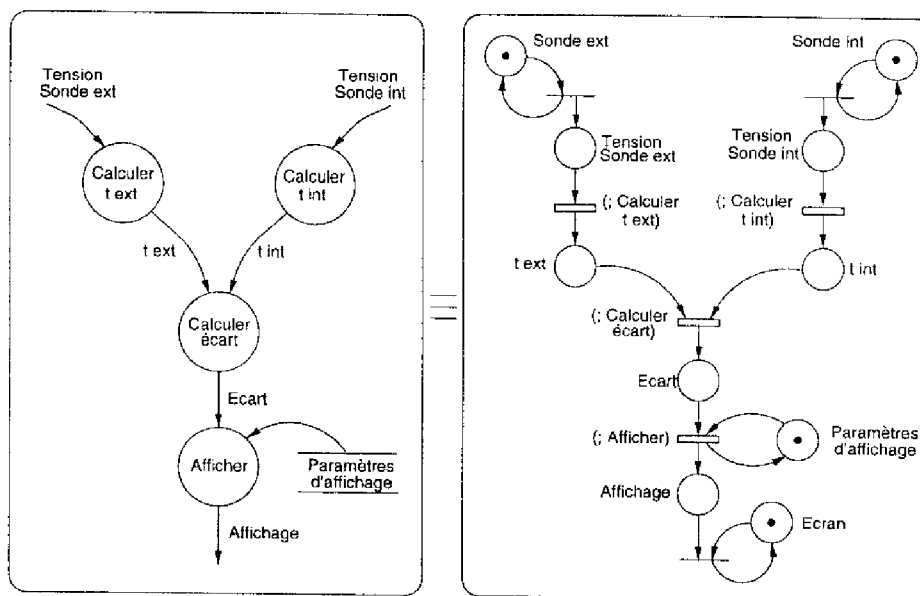 Tension
Sonde ext
Tension
Sonde int
Calculer
t ext
Calculer
t int
t ext
t int
Calculer
écart
Ecart
Afficher
Paramètres
d'affichage
Affichage
Sonde ext
Sonde int
Tension
Sonde ext
Tension
Sonde int
(; Calculer
t ext)
(; Calculer
t int)
t ext
t int
(; Calculer
écart)
Ecart
(; Afficher)
Paramètres
d'affichage
Affichage
Ecran